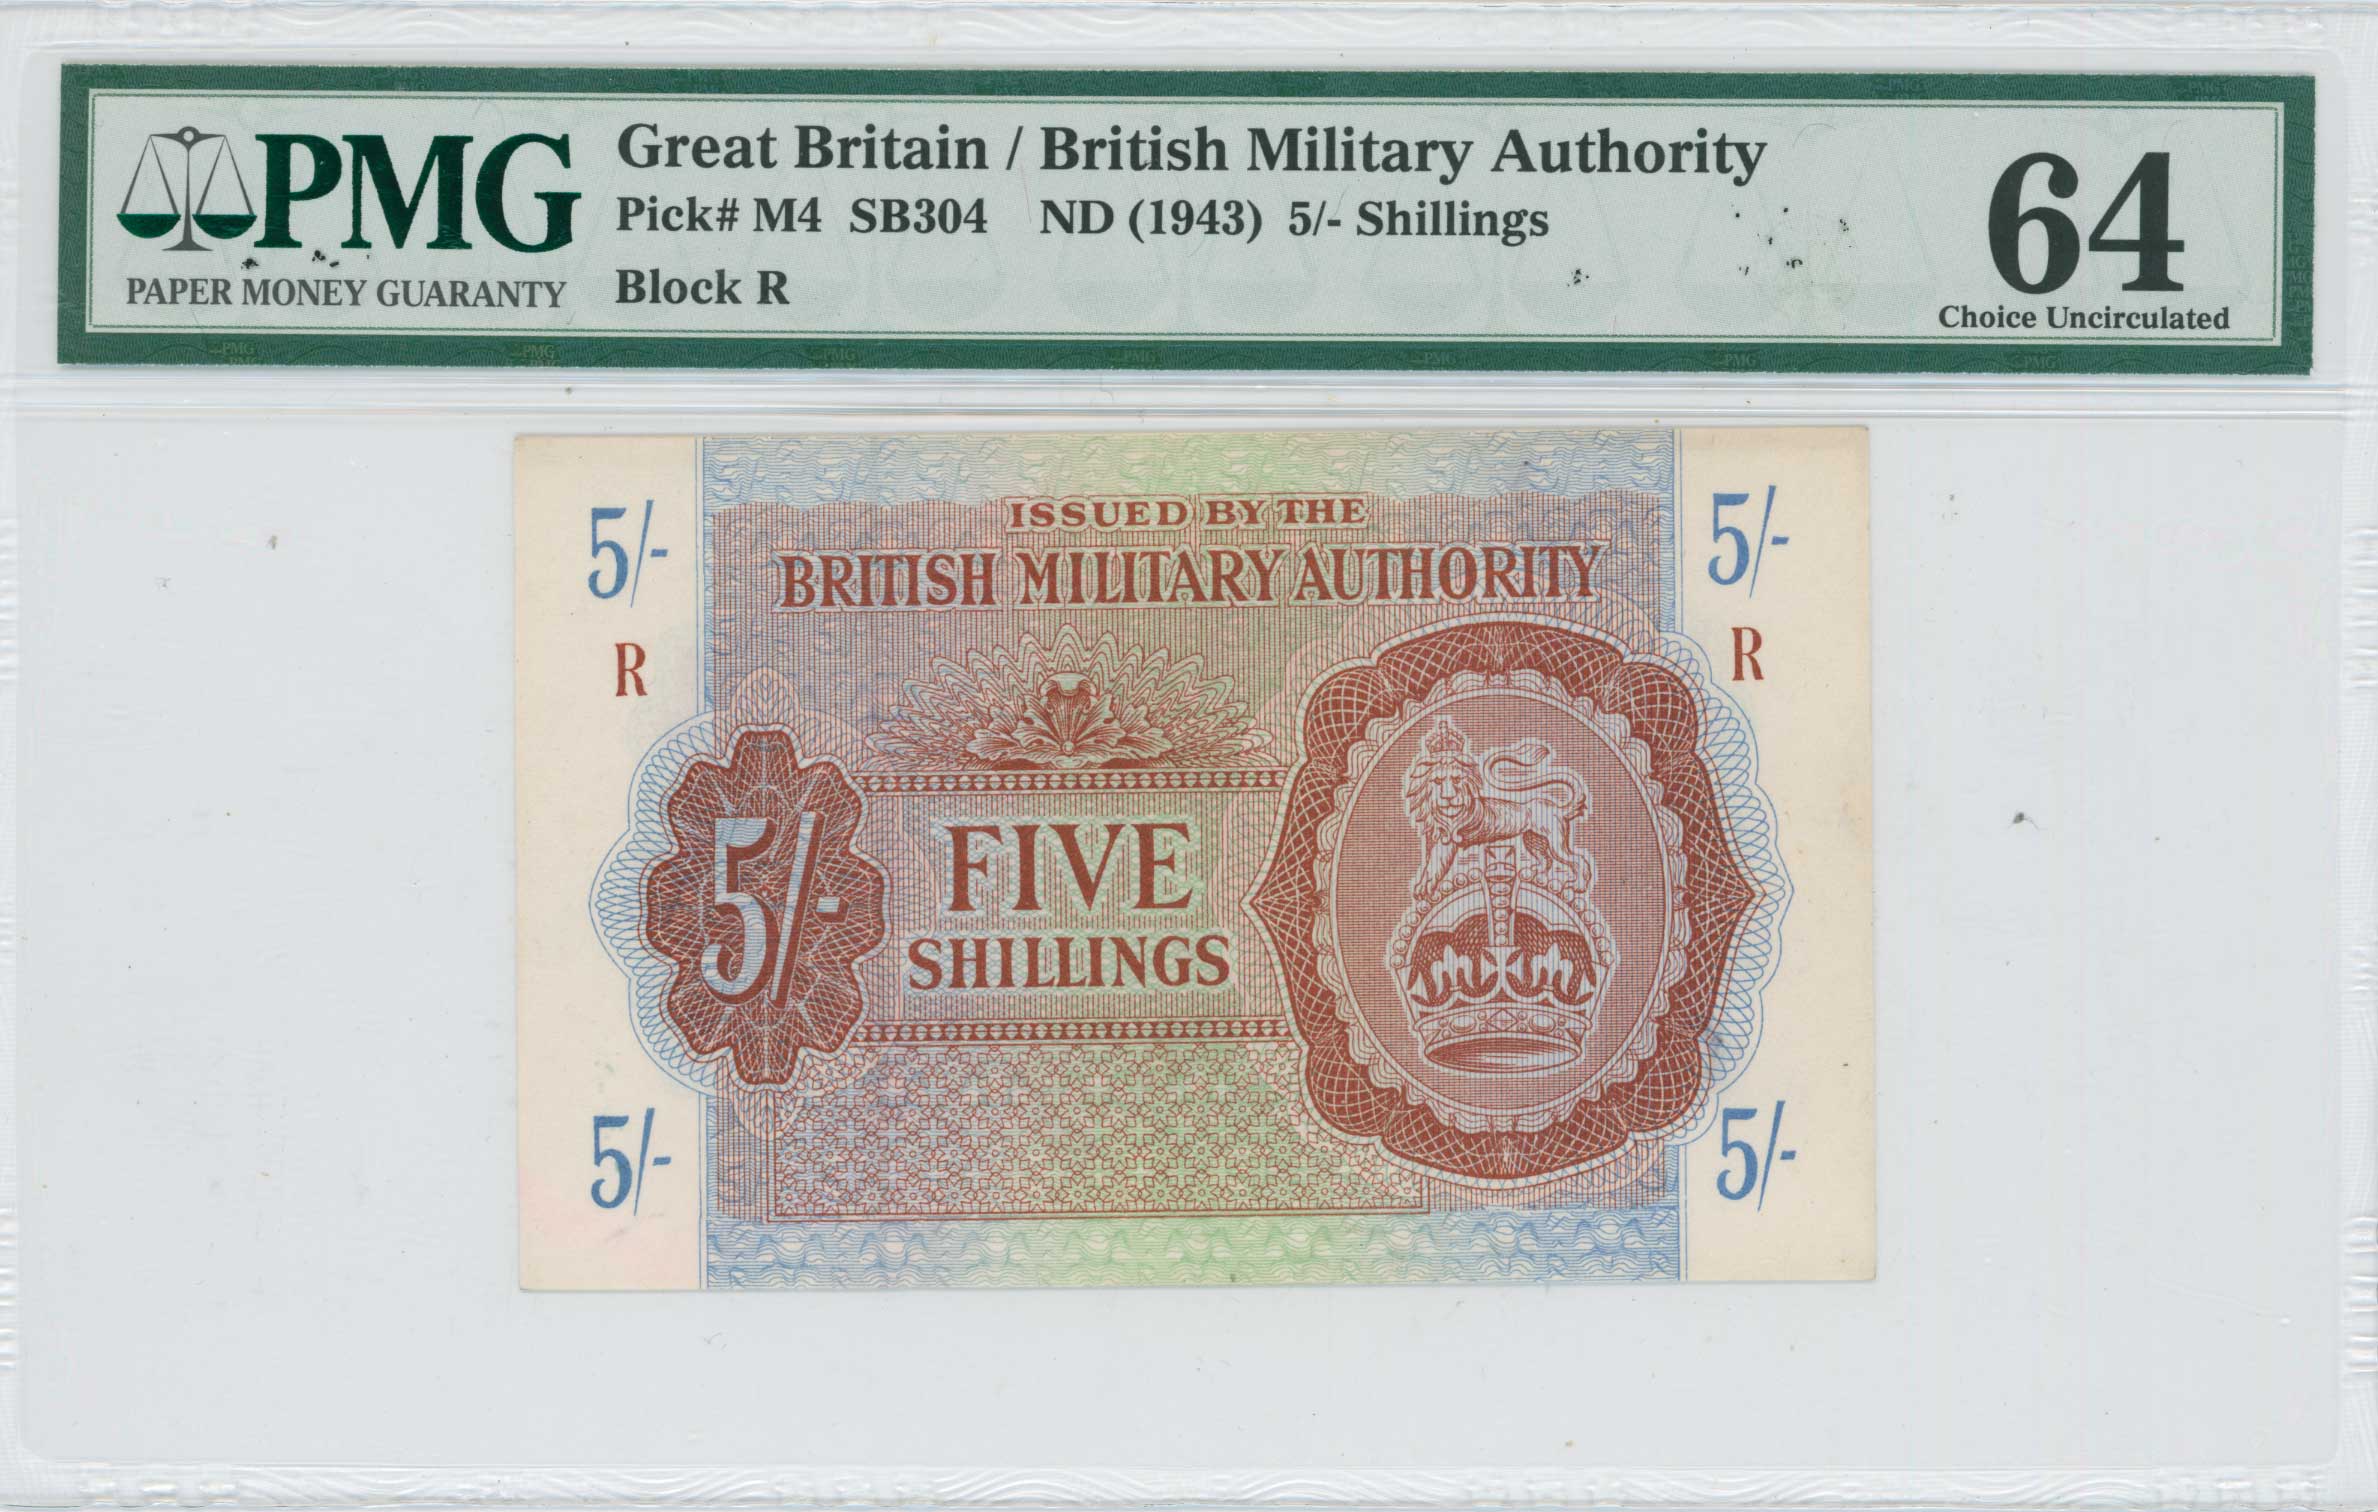 PMG
PAPER MONEY GUARANTY
Great Britain / British Military Authority
Pick# M4 SB304 ND (1943) 5/- Shillings
Block R
64
Choice Uncirculated
ISSUED BY THE
BRITISH MILITARY AUTHORITY
5/-
5/-
R
R
5/-
FIVE
SHILLINGS
5/-
5/-